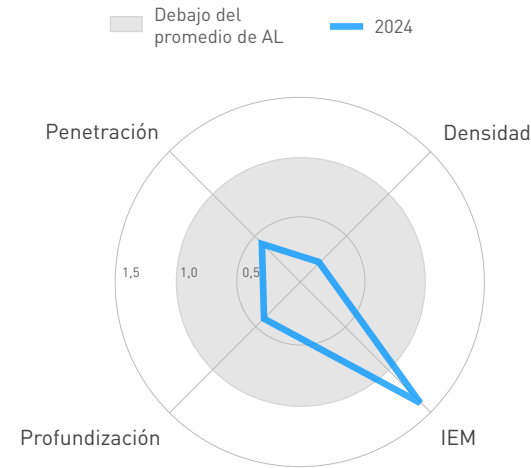 Debajo del
promedio de AL
2024
Penetración
Densidad
1,5
1,0
0,5
Profundización
IEM